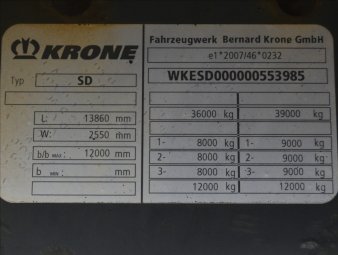 KRONE
Fahrzeugwerk Bernard Krone GmbH
e1*2007/46*0232
Typ SD
WKESD000000553985
L: 13860 mm
36000 kg 39000 kg
W: 2550 mm
b/b MAX: 12000 mm
1- 8000 kg 1- 9000 kg
2- 8000 kg 2- 9000 kg
b MIN: mm
3- 8000 kg 3- 9000 kg
12000 kg 12000 kg